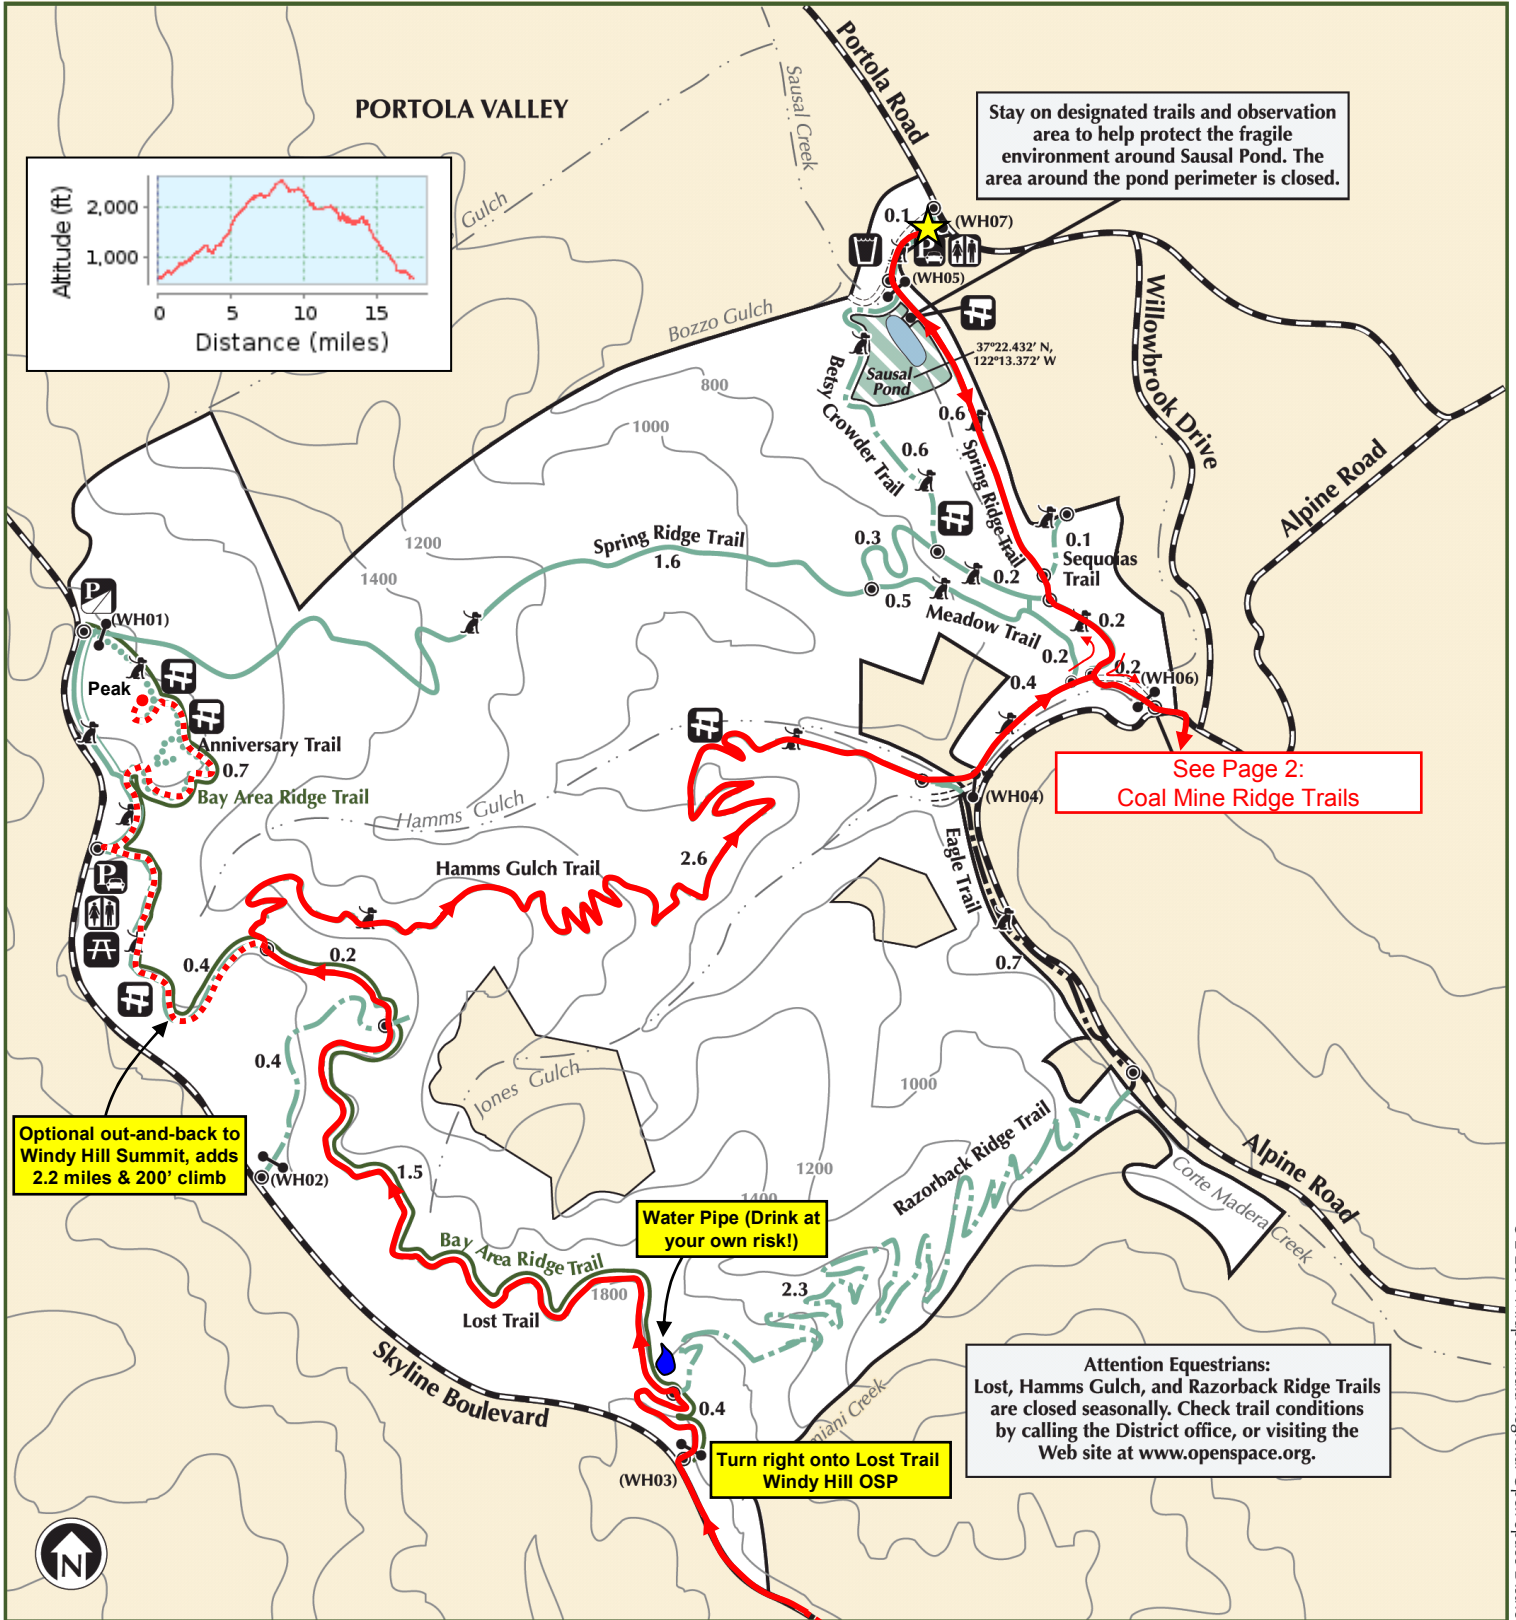 PORTOLA VALLEY
Portola Road
Sausal Creek
Gulch
Stay on designated trails and observation
area to help protect the fragile
environment around Sausal Pond. The
area around the pond perimeter is closed.
Altitude (ft)
2,000
1,000
0
5
10
15
Distance (miles)
0.1
(WH07)
P
(WH05)
Bozzo Gulch
37º22.432' N,
122º13.372' W
Sausal
Pond
Willowbrook Drive
Alpine Road
Betsy Crowder Trail
800
1000
0.6
0.6
Spring Ridge Trail
0.1
Sequoias
Trail
1200
1400
Spring Ridge Trail
1.6
0.3
0.2
0.5
Meadow Trail
0.2
0.2
0.2
0.4
(WH06)
P
(WH01)
Peak
Anniversary Trail
0.7
Bay Area Ridge Trail
See Page 2:
Coal Mine Ridge Trails
(WH04)
Hamms Gulch
Hamms Gulch Trail
2.6
Eagle Trail
0.7
P
0.4
0.2
0.4
Jones Gulch
1000
Razorback Ridge Trail
Optional out-and-back to
Windy Hill Summit, adds
2.2 miles & 200' climb
(WH02)
1.5
1200
1400
Alpine Road
Corte Madera Creek
Water Pipe (Drink at
your own risk!)
Bay Area Ridge Trail
1800
2.3
Lost Trail
Skyline Boulevard
Attention Equestrians:
Lost, Hamms Gulch, and Razorback Ridge Trails
are closed seasonally. Check trail conditions
by calling the District office, or visiting the
Web site at www.openspace.org.
0.4
miani Creek
Turn right onto Lost Trail
Windy Hill OSP
(WH03)
N